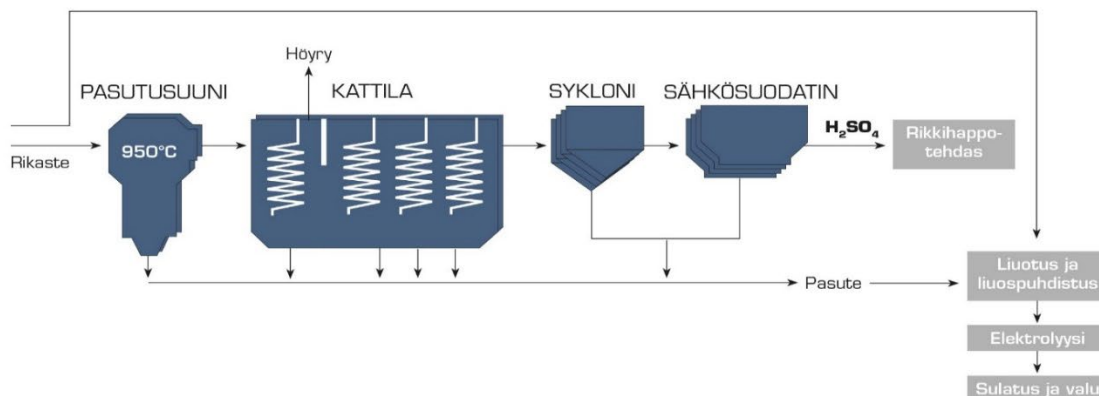 Höyry
PASUTUSUUNI
KATTILA
SYKLONI
SÄHKÖSUODATIN
950°C
H₂SO₄
Rikkihappo-
tehdas
Rikaste
Pasute
Liuotus ja
liuospuhdistus
Elektrolyysi
Sulatus ja valu